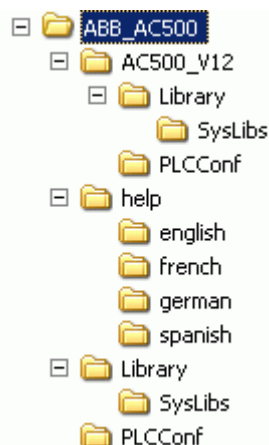 ABB_AC500
AC500_V12
Library
SysLibs
PLCConf
help
english
french
german
spanish
Library
SysLibs
PLCConf